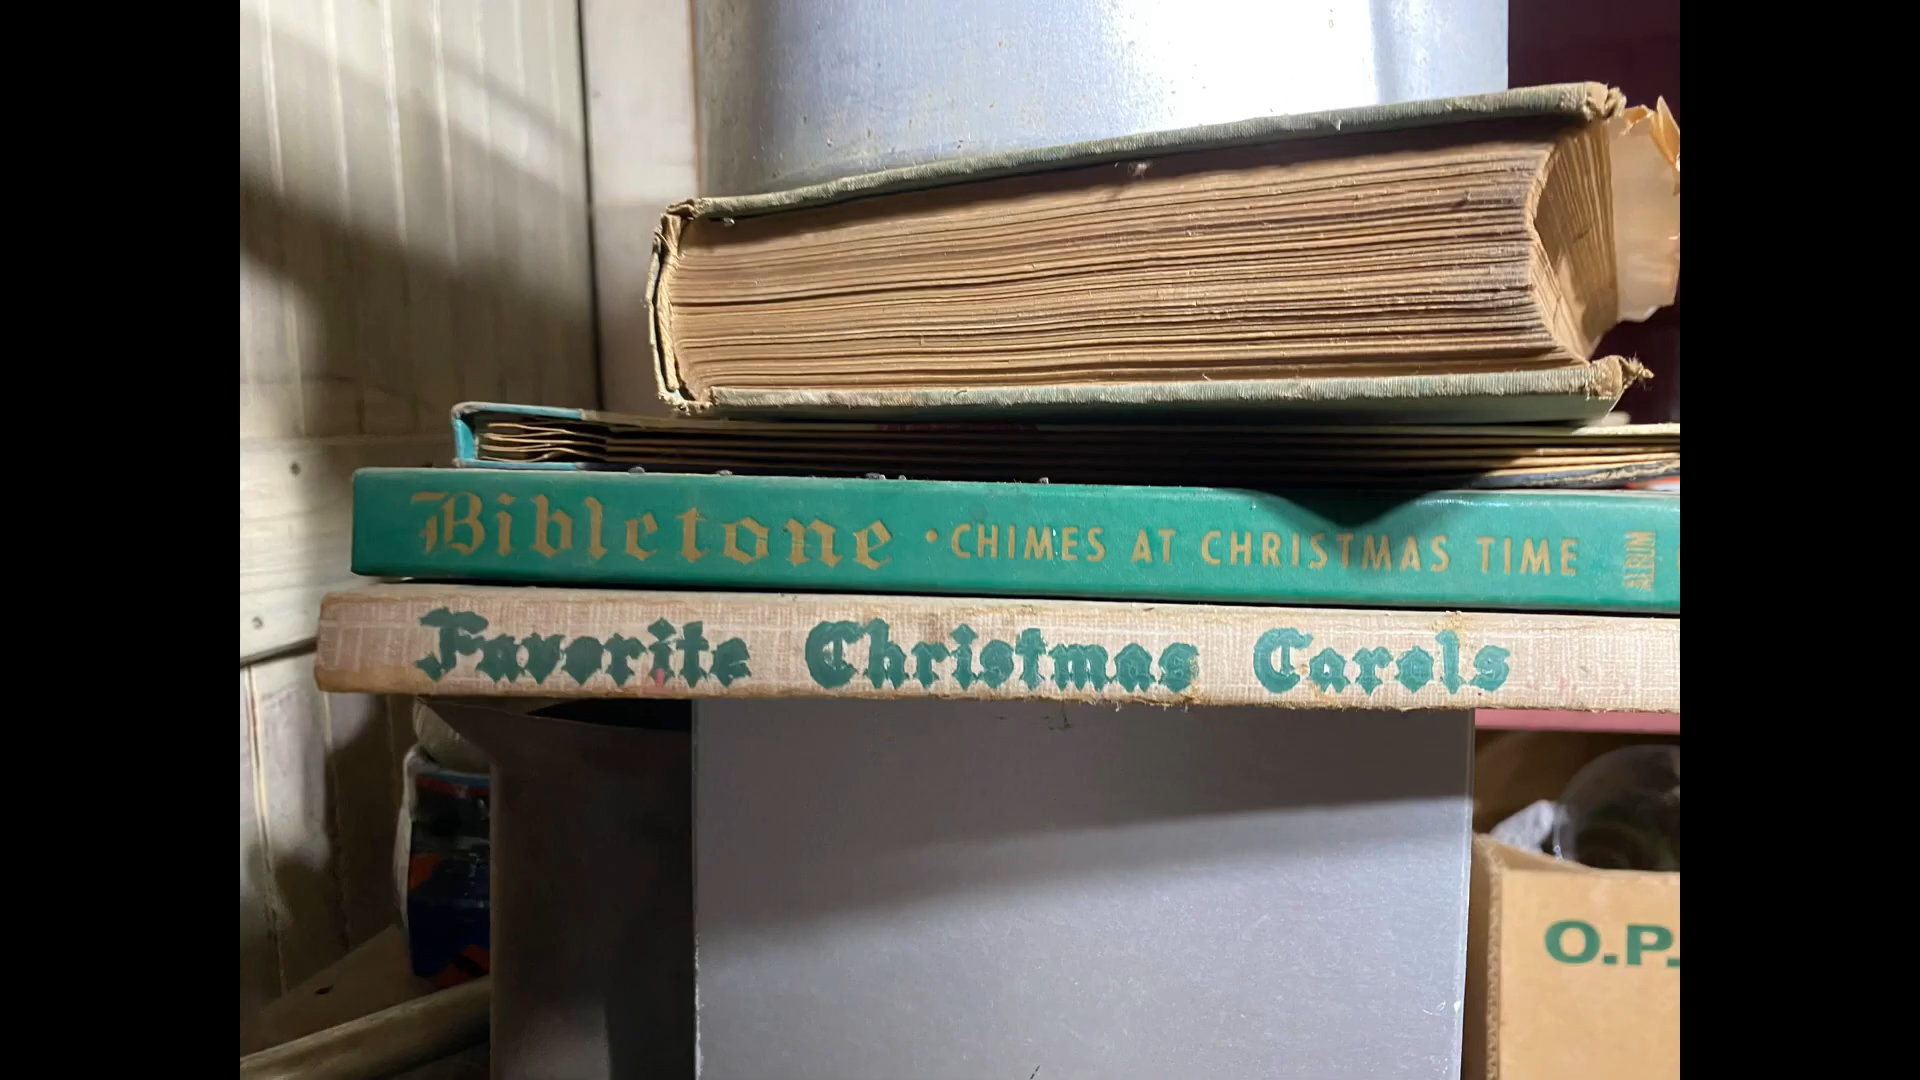 Bibletone • CHIMES AT CHRISTMAS TIME ALBUM
Favorite Christmas Carols
O.P.